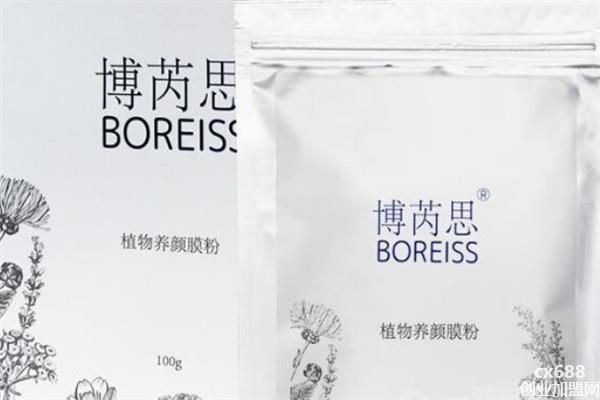 博芮思
BOREISS
植物养颜膜粉
100g
博芮思®
BOREISS
植物养颜膜粉
cx688
创业加盟网